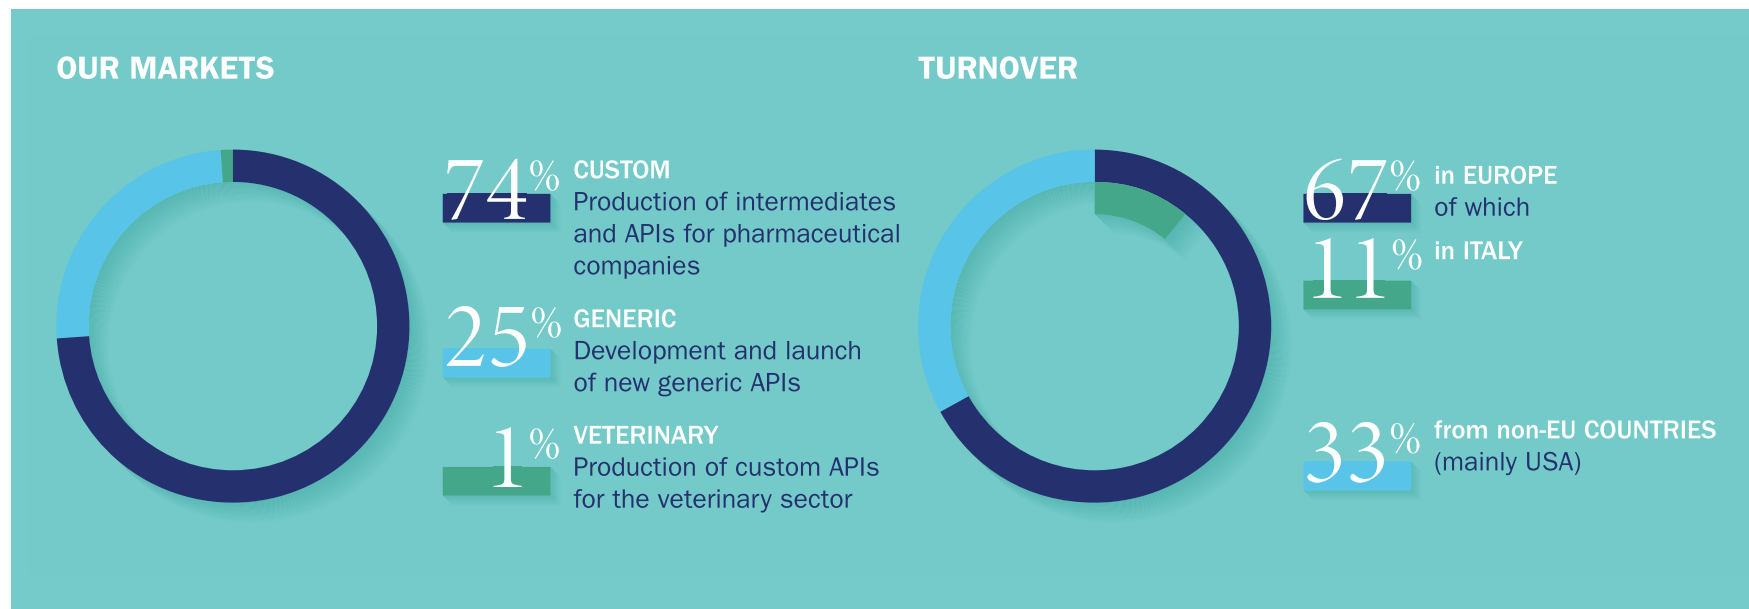 OUR MARKETS
74% CUSTOM
Production of intermediates
and APIs for pharmaceutical
companies
25% GENERIC
Development and launch
of new generic APIs
1% VETERINARY
Production of custom APIs
for the veterinary sector
TURNOVER
67% in EUROPE
of which
11% in ITALY
33% from non-EU COUNTRIES
(mainly USA)